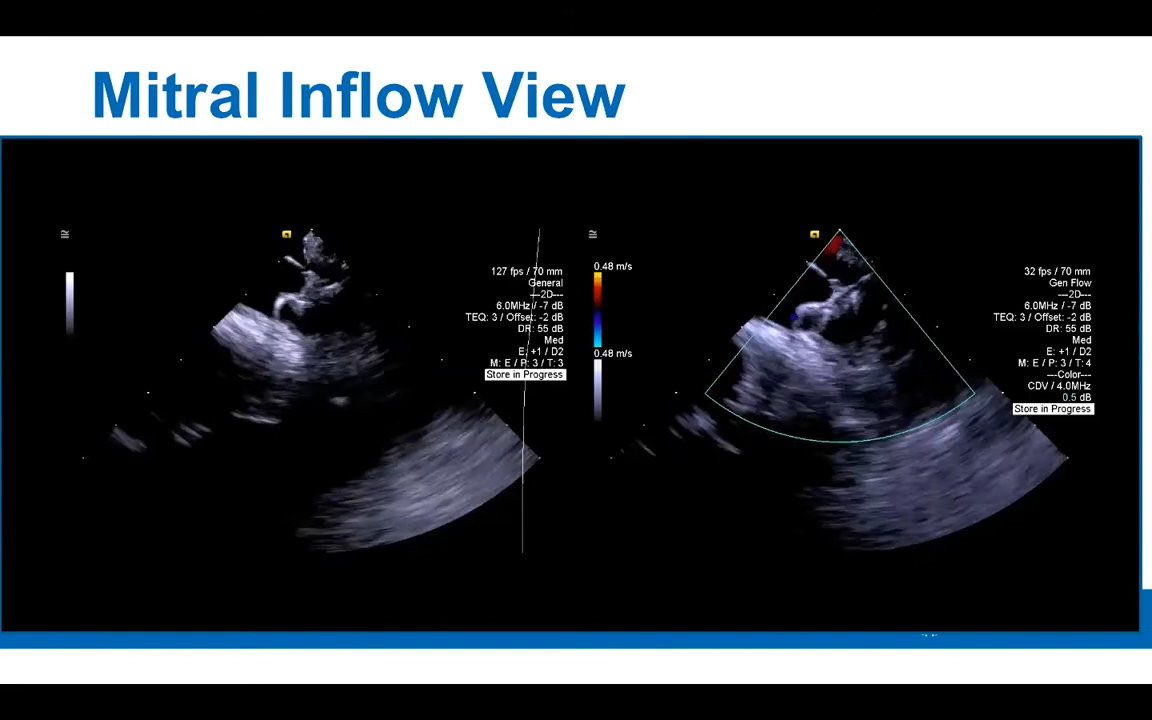 Mitral Inflow View
127 fps / 70 mm
General
---2D---
6.0MHz / -7 dB
TEQ: 3 / Offset: -2 dB
DR: 55 dB
Med
E: +1 / D2
M: E / P: 3 / T: 3
Store in Progress
0.48 m/s
0.48 m/s
32 fps / 70 mm
Gen Flow
---2D---
6.0MHz / -7 dB
TEQ: 3 / Offset: -2 dB
DR: 55 dB
Med
E: +1 / D2
M: E / P: 3 / T: 4
---Color---
CDV / 4.0MHz
0.5 dB
Store in Progress